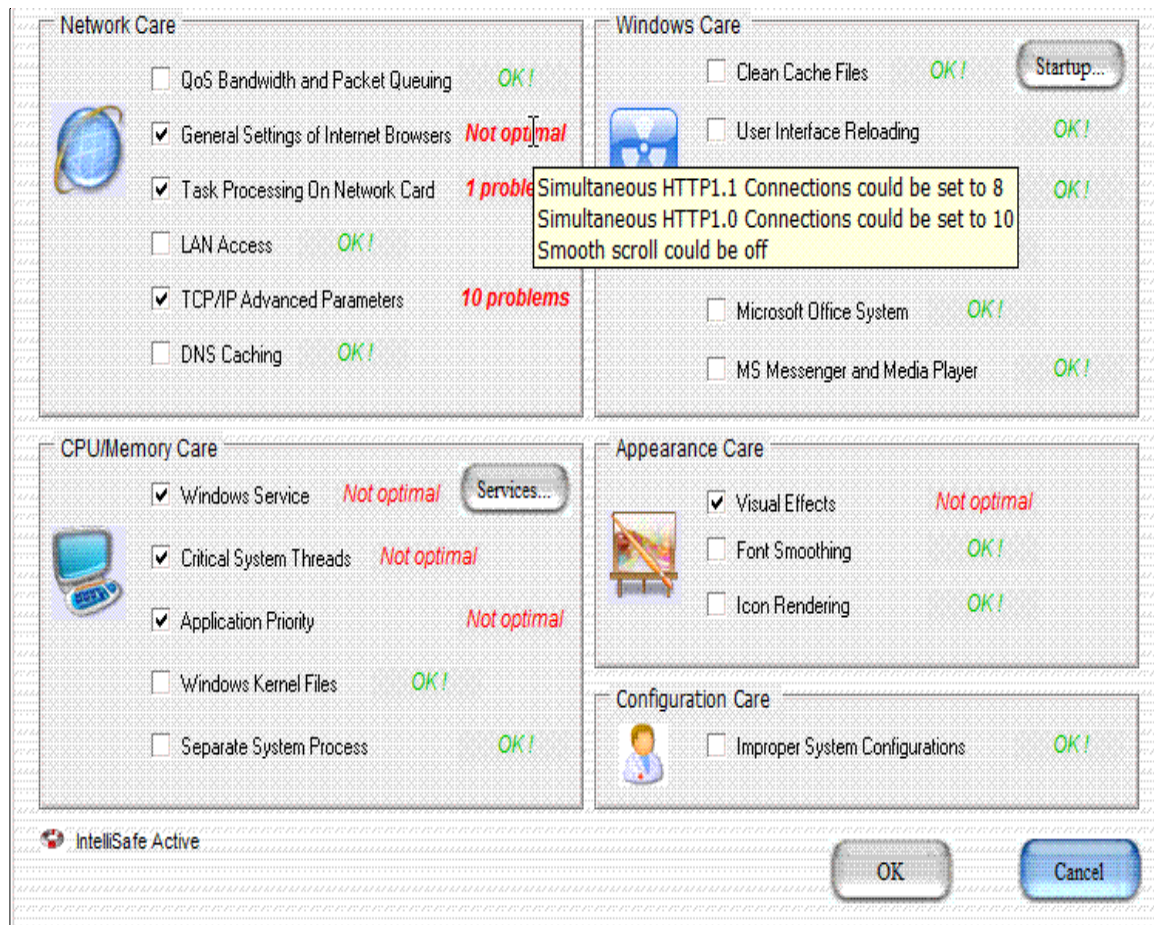 Network Care
QoS Bandwidth and Packet Queuing OK!
General Settings of Internet Browsers Not optimal
Task Processing On Network Card 1 proble
LAN Access OK!
TCP/IP Advanced Parameters 10 problems
DNS Caching OK!
Windows Care
Clean Cache Files OK!
Startup...
User Interface Reloading OK!
OK!
Simultaneous HTTP1.1 Connections could be set to 8
Simultaneous HTTP1.0 Connections could be set to 10
Smooth scroll could be off
Microsoft Office System OK!
MS Messenger and Media Player OK!
CPU/Memory Care
Windows Service Not optimal
Services...
Critical System Threads Not optimal
Application Priority Not optimal
Windows Kernel Files OK!
Separate System Process OK!
Appearance Care
Visual Effects Not optimal
Font Smoothing OK!
Icon Rendering OK!
Configuration Care
Improper System Configurations OK!
IntelliSafe Active
OK
Cancel